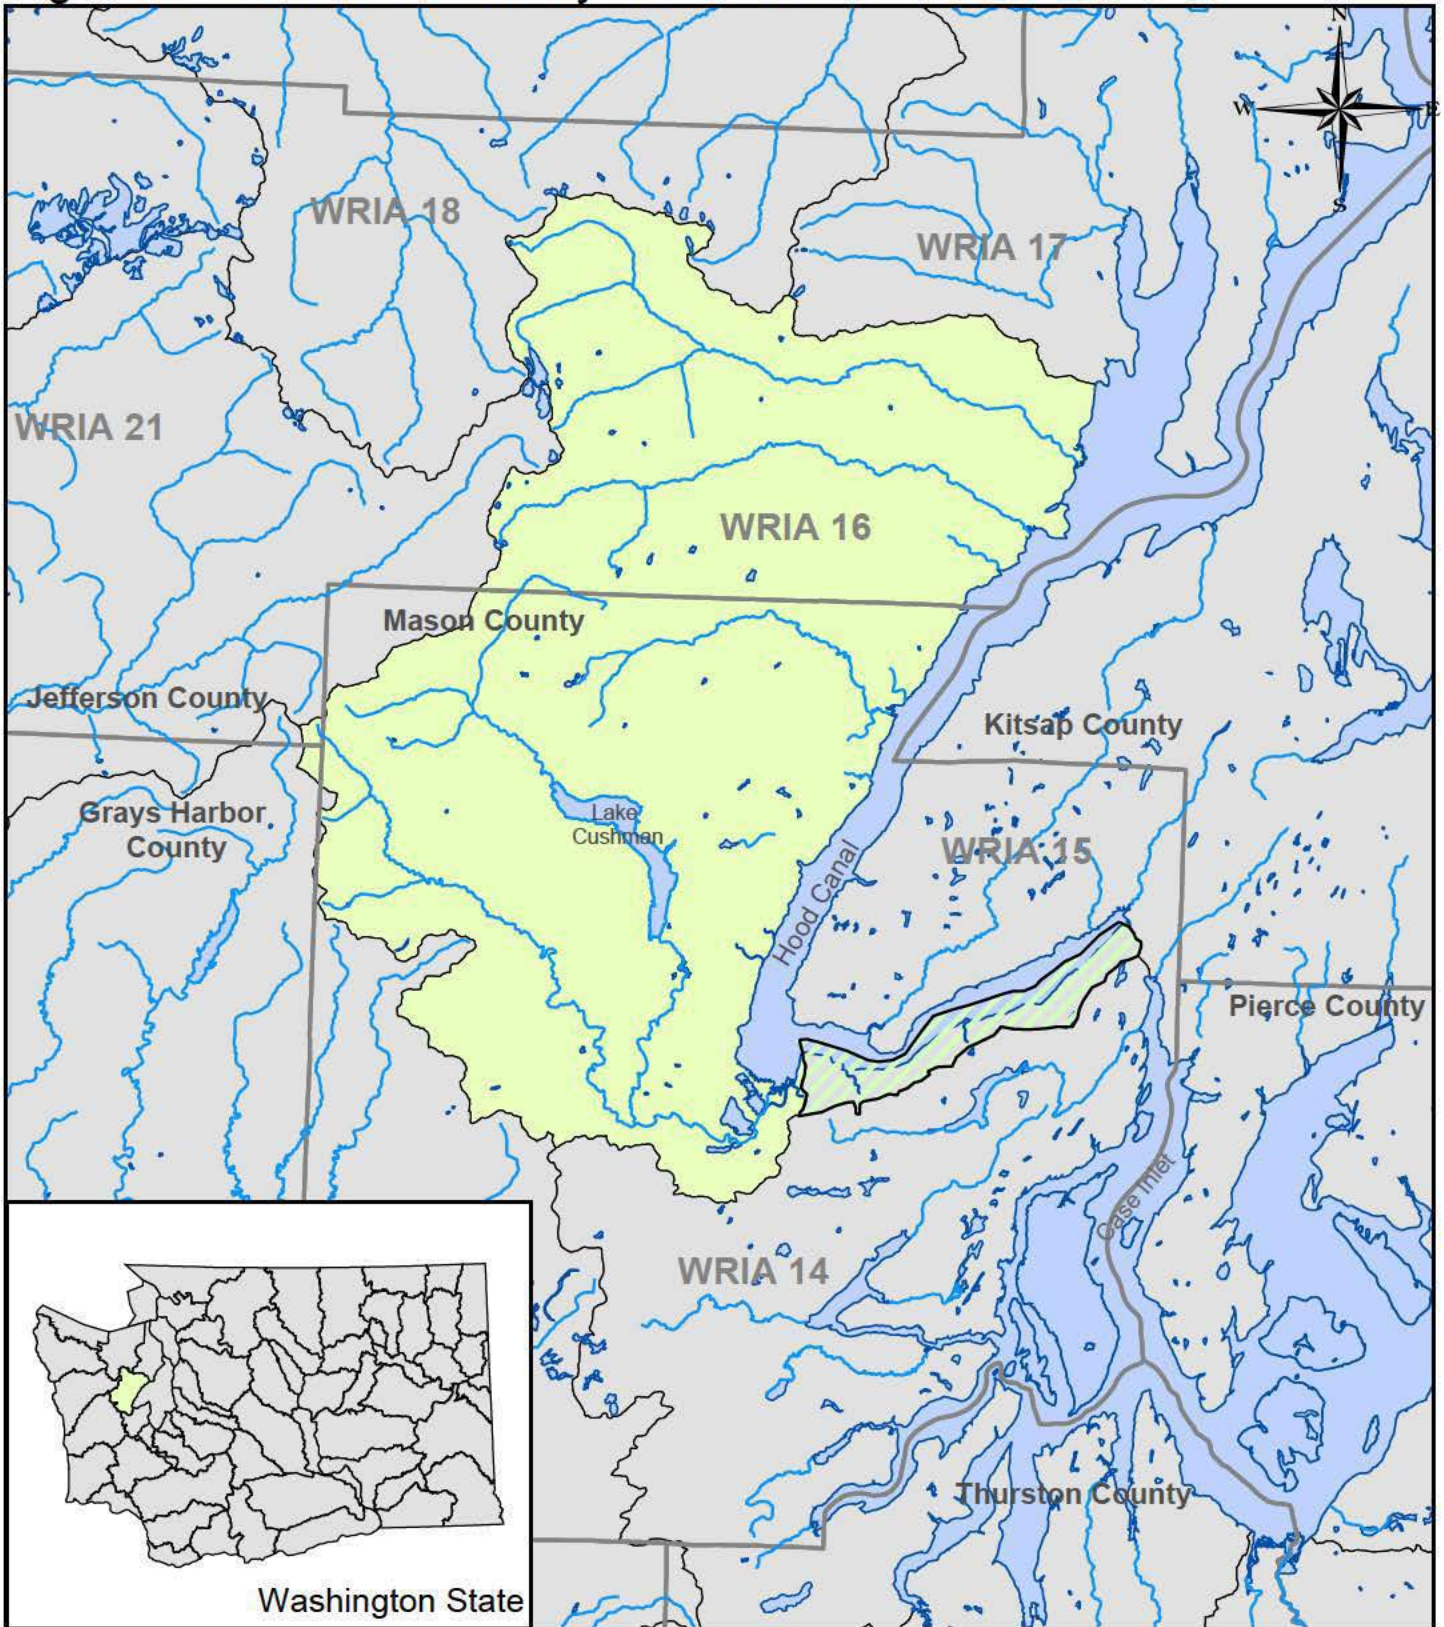 N
W E
S
WRIA 18
WRIA 17
WRIA 21
WRIA 16
Mason County
Jefferson County
Kitsap County
Grays Harbor
County
Lake
Cushman
WRIA 15
Hood Canal
Pierce County
Case Inlet
WRIA 14
Thurston County
Washington State